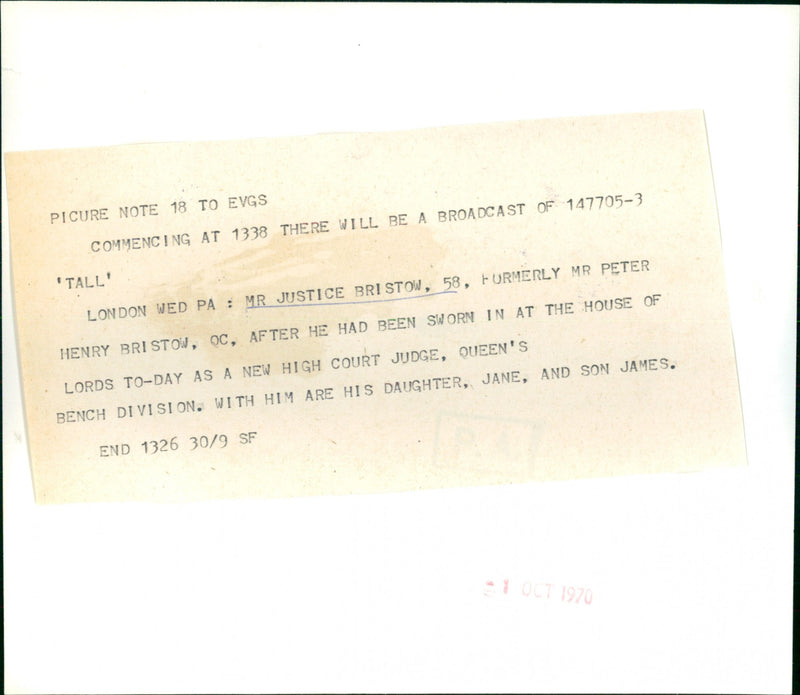 PICURE NOTE 18 TO EVGS
COMMENCING AT 1338 THERE WILL BE A BROADCAST OF 147705-3
'TALL'
LONDON WED PA : MR JUSTICE BRISTOW, 58, FORMERLY MR PETER
HENRY BRISTOW, QC, AFTER HE HAD BEEN SWORN IN AT THE HOUSE OF
LORDS TO-DAY AS A NEW HIGH COURT JUDGE, QUEEN'S
BENCH DIVISION. WITH HIM ARE HIS DAUGHTER, JANE, AND SON JAMES.
END 1326 30/9 SF
P.A.
1 OCT 1970